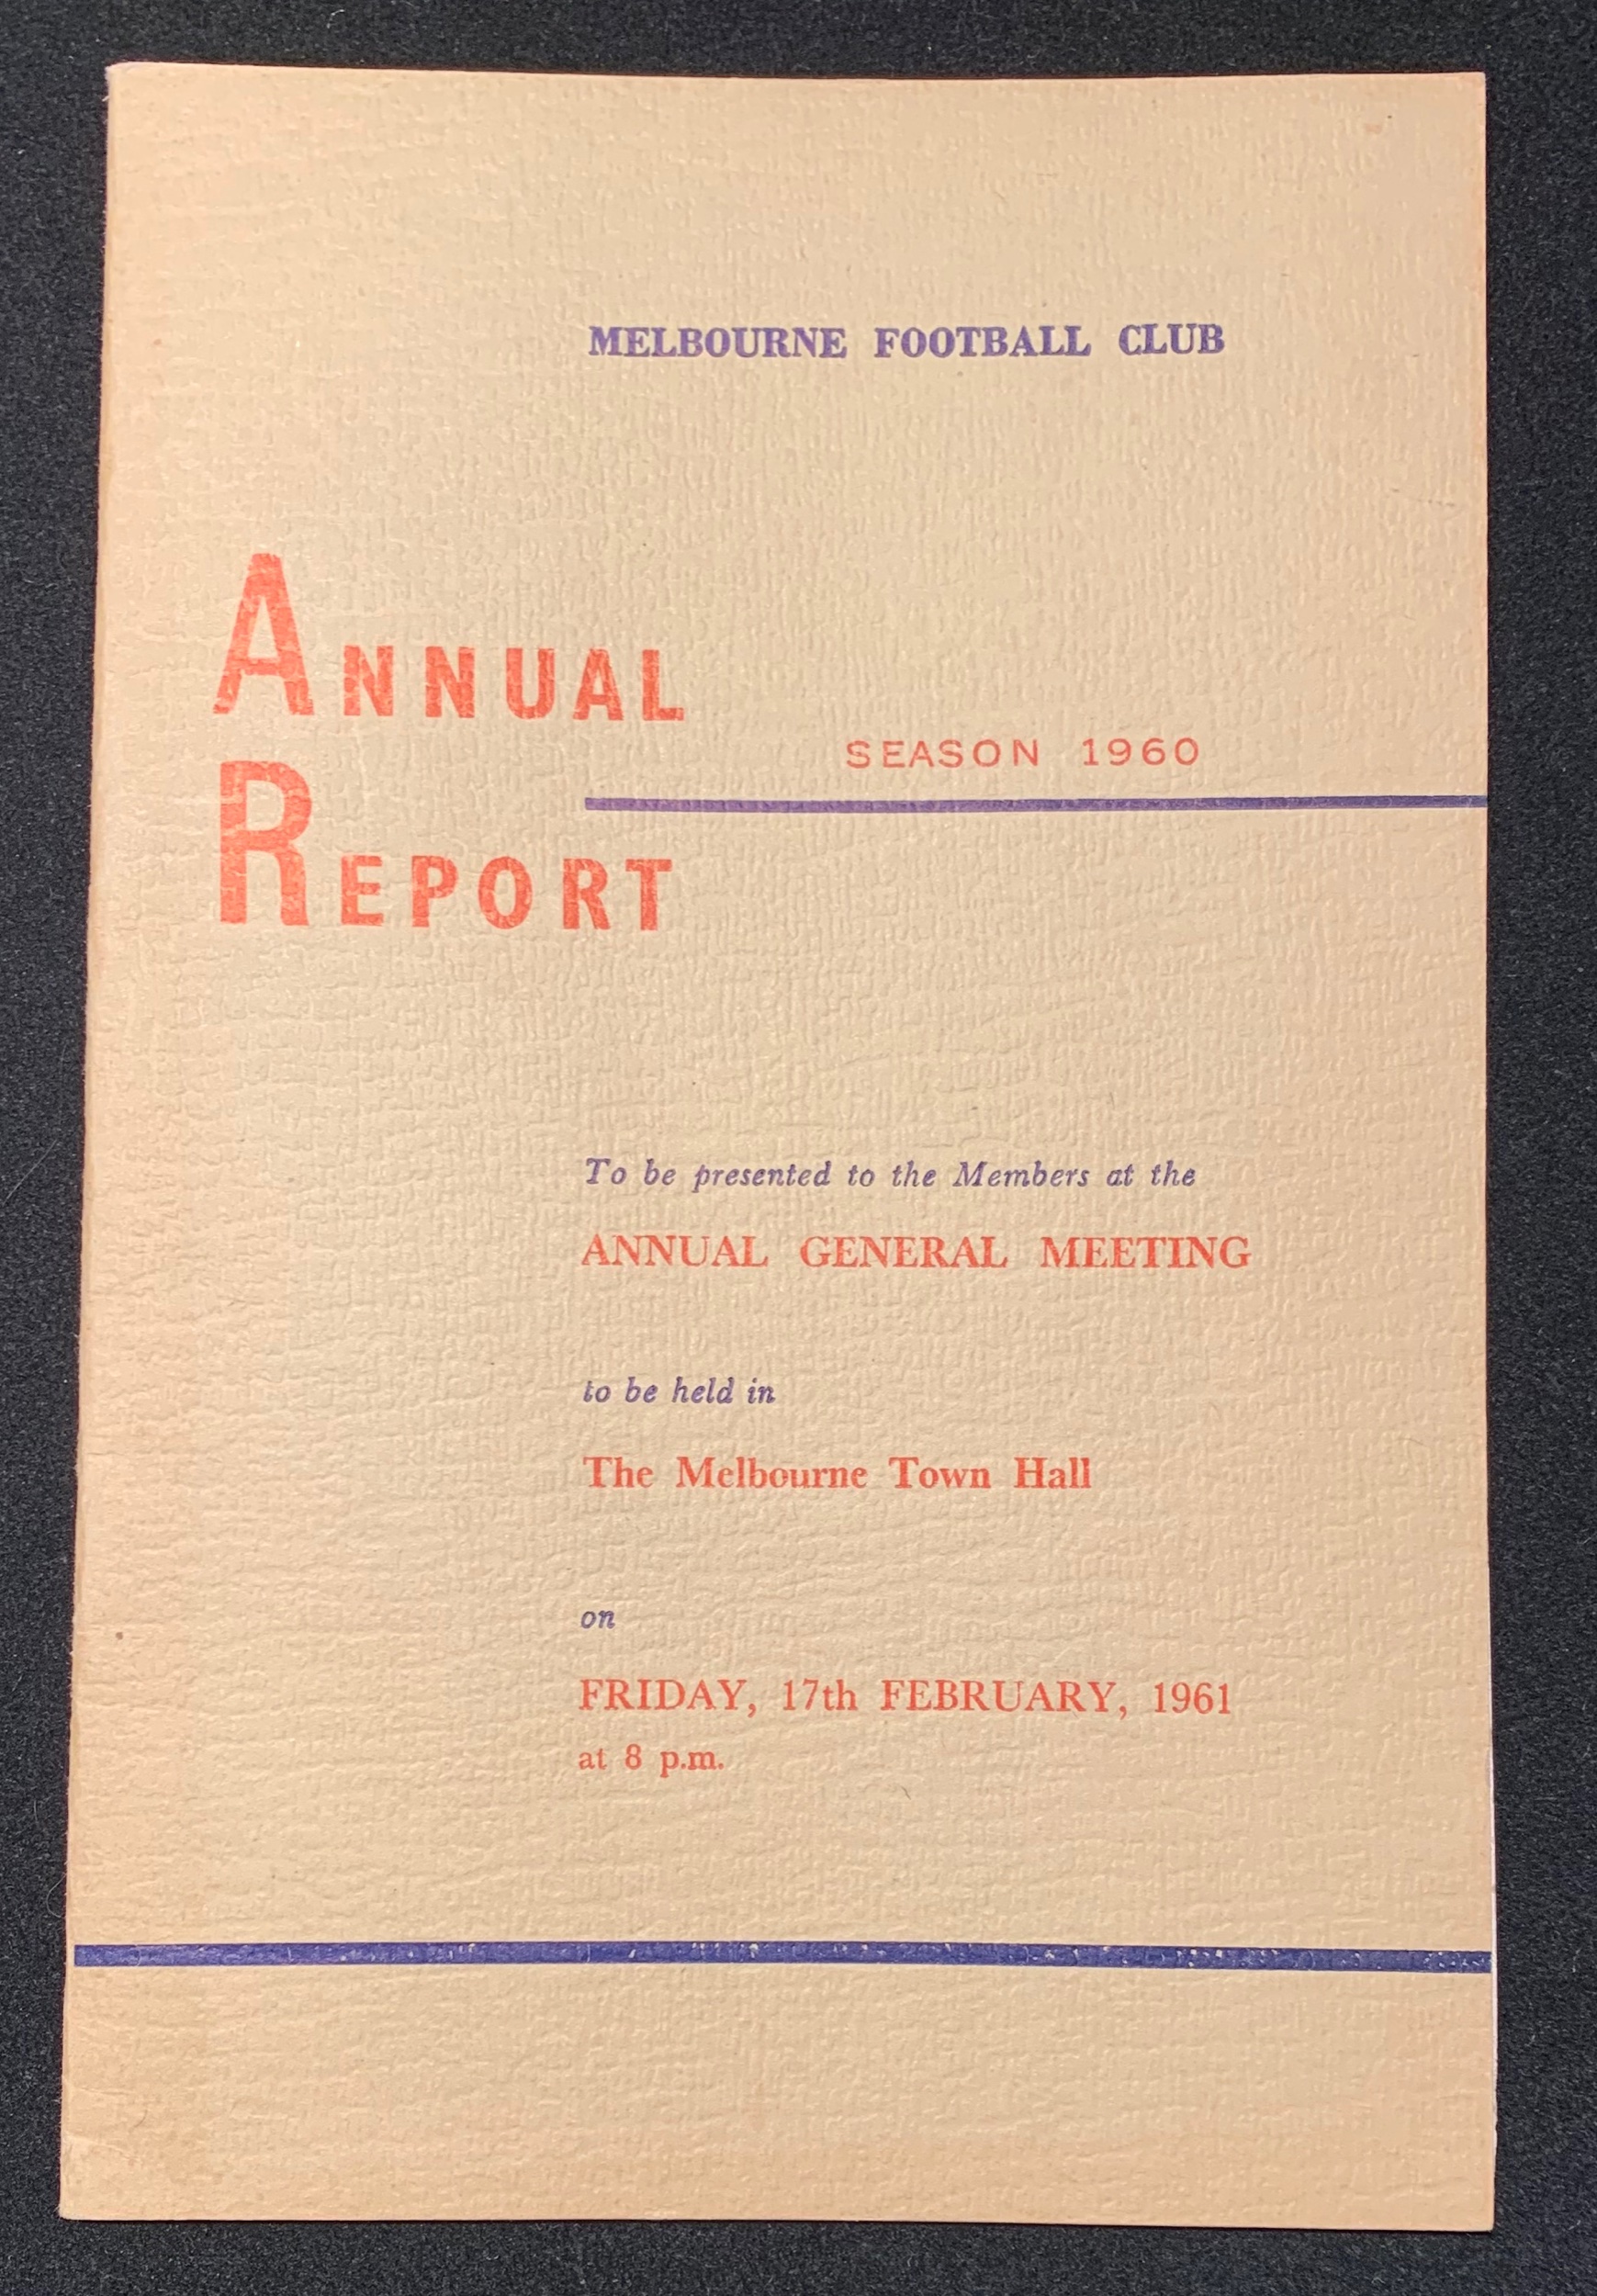 MELBOURNE FOOTBALL CLUB
ANNUAL
SEASON 1960
REPORT
To be presented to the Members at the
ANNUAL GENERAL MEETING
to be held in
The Melbourne Town Hall
on
FRIDAY, 17th FEBRUARY, 1961
at 8 p.m.